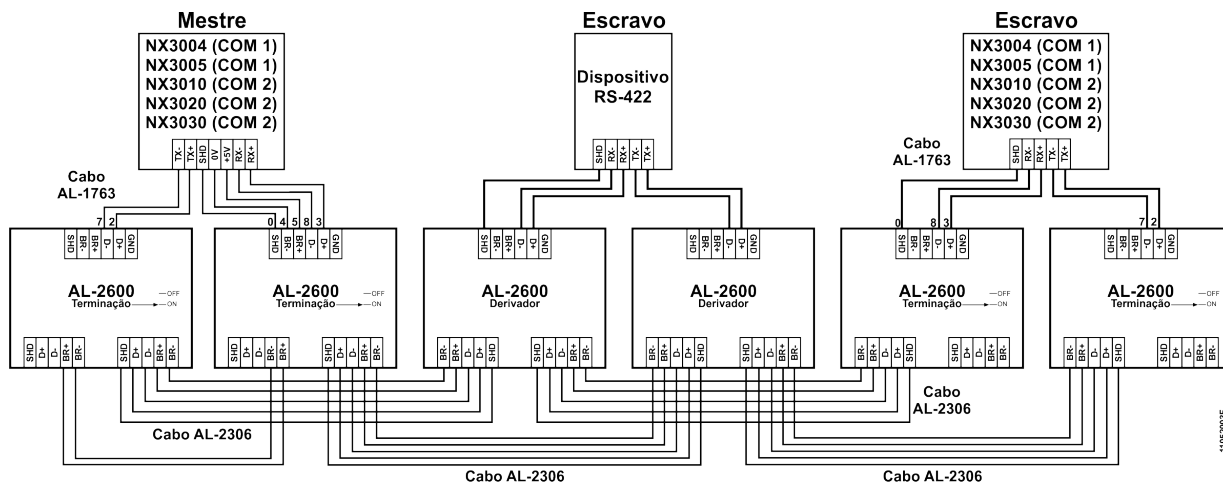 Mestre
Escravo
Escravo
NX3004 (COM 1)
NX3005 (COM 1)
NX3010 (COM 2)
NX3020 (COM 2)
NX3030 (COM 2)
Dispositivo
RS-422
NX3004 (COM 1)
NX3005 (COM 1)
NX3010 (COM 2)
NX3020 (COM 2)
NX3030 (COM 2)
TX- TX+ SHD 0V +5V RX- RX+
SHD RX- RX+ TX- TX+
SHD RX- RX+ TX- TX+
Cabo
AL-1763
Cabo
AL-1763
7 2
0 4 5 8 3
0 8 3
7 2
SHD BR- BR+ D- D+ GND
SHD BR- BR+ D- D+ GND
SHD BR- BR+ D- D+ GND
SHD BR- BR+ D- D+ GND
SHD BR- BR+ D- D+ GND
SHD BR- BR+ D- D+ GND
AL-2600
Terminação
OFF
ON
AL-2600
Terminação
OFF
ON
AL-2600
Derivador
AL-2600
Derivador
AL-2600
Terminação
OFF
ON
AL-2600
Terminação
OFF
ON
SHD D+ D- BR+ BR-
SHD D+ D- BR+ BR-
SHD D+ D- BR- BR+
SHD D+ D- BR+ BR-
BR- BR+ D- D+ SHD
SHD D+ D- BR+ BR-
BR- BR+ D- D+ SHD
SHD D+ D- BR+ BR-
BR- BR+ D- D+ SHD
SHD D+ D- BR+ BR-
BR- BR+ D- D+ SHD
SHD D+ D- BR+ BR-
Cabo
AL-2306
Cabo AL-2306
Cabo AL-2306
Cabo AL-2306